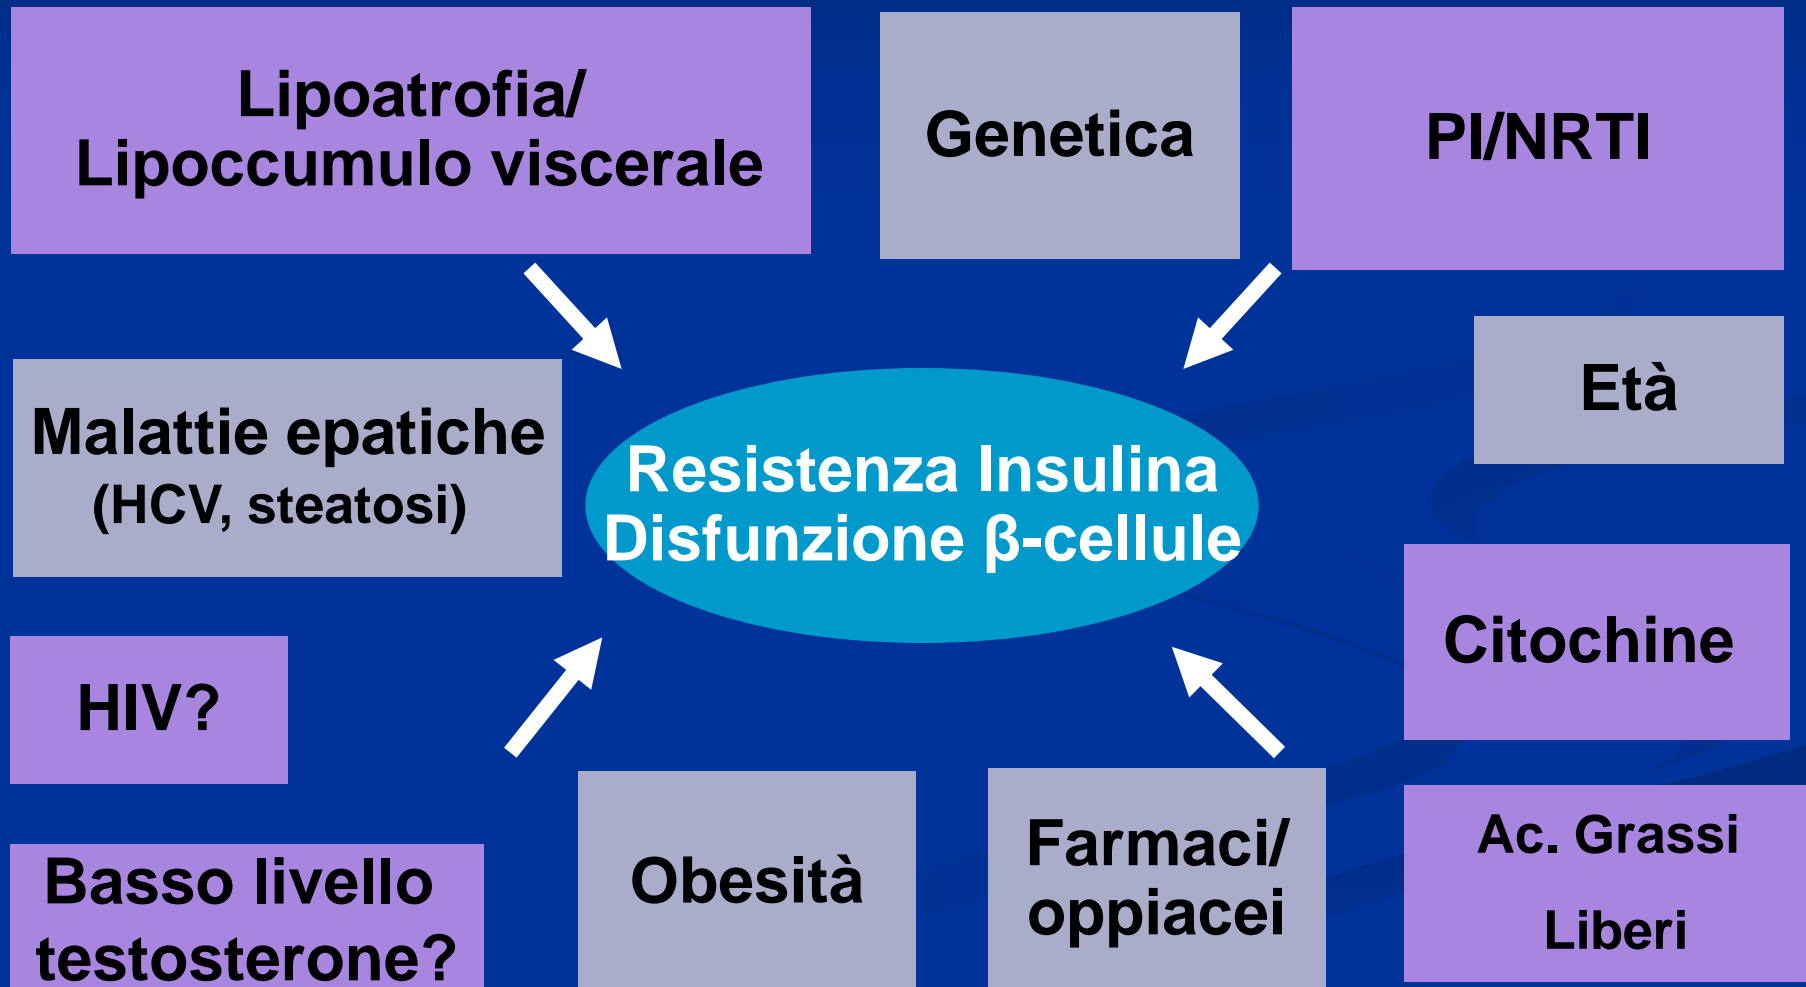 Lipoatrofia/
Lipoccumulo viscerale
Genetica
PI/NRTI
Età
Malattie epatiche
(HCV, steatosi)
Resistenza Insulina
Disfunzione β-cellule
Citochine
HIV?
Basso livello
testosterone?
Obesità
Farmaci/
oppiacei
Ac. Grassi
Liberi